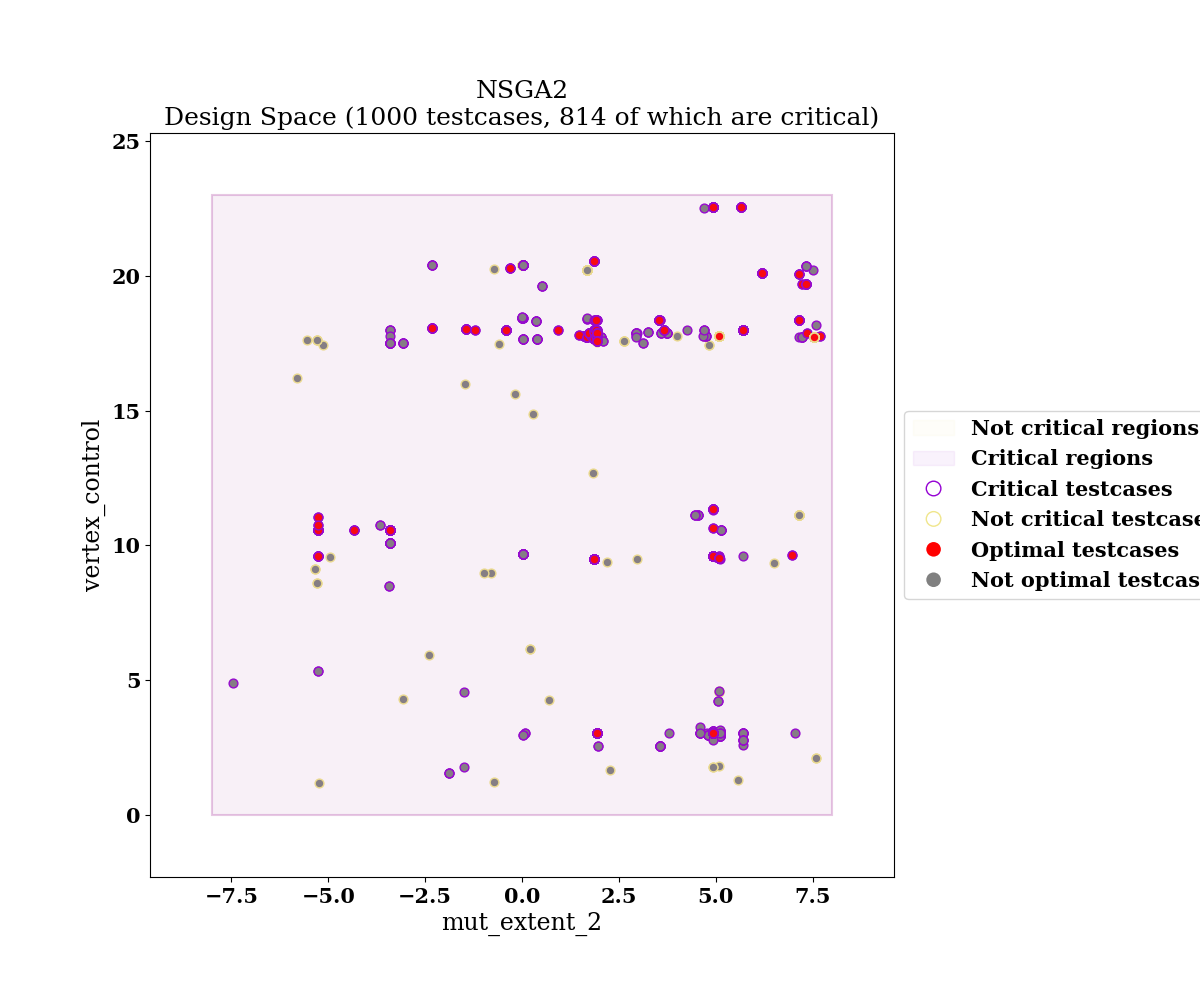 NSGA2
Design Space (1000 testcases, 814 of which are critical)
25
20
15
10
5
0
vertex_control
−7.5
−5.0
−2.5
0.0
2.5
5.0
7.5
mut_extent_2
Not critical regions
Critical regions
Critical testcases
Not critical testcase
Optimal testcases
Not optimal testcas